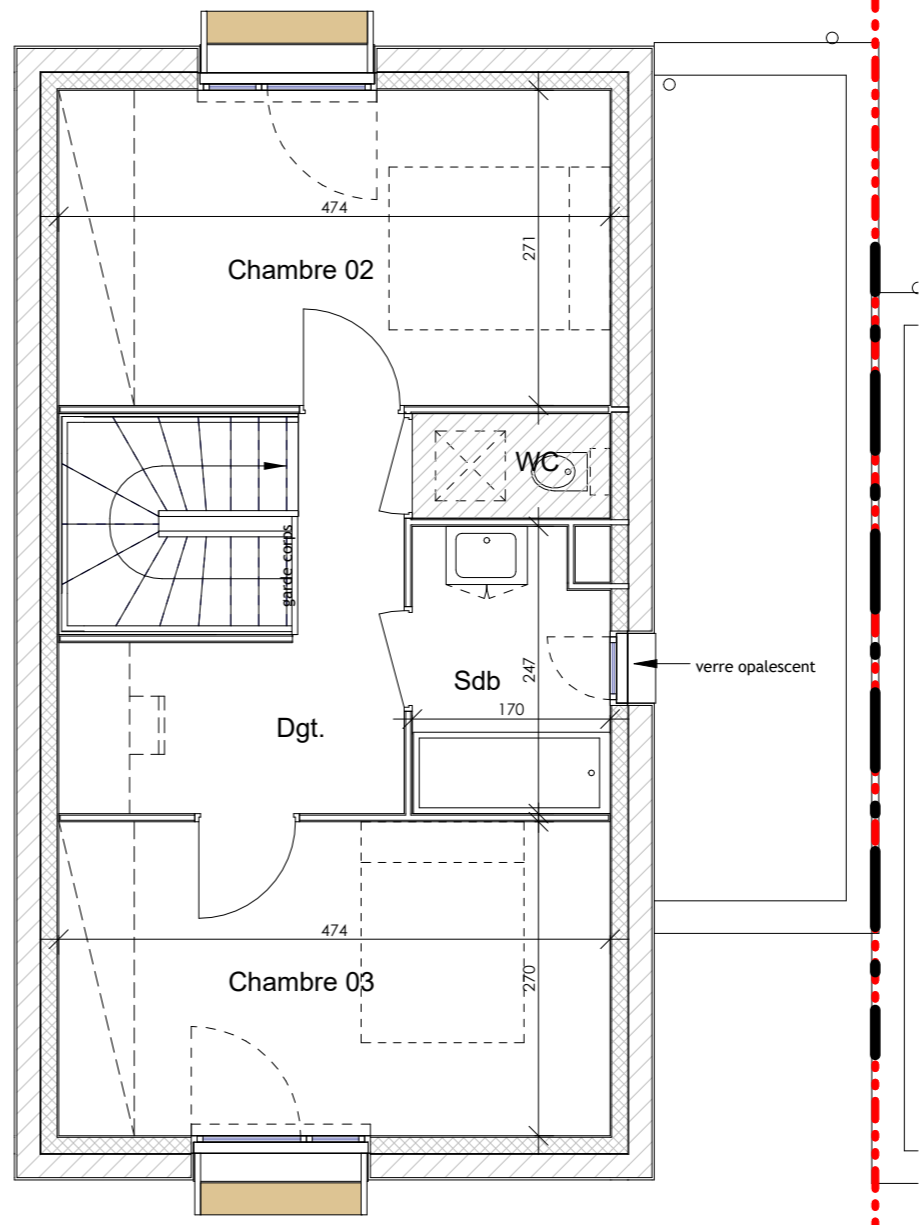 474
271
Chambre 02
WC
garde corps
247
verre opalescent
Sdb
170
Dgt.
474
270
Chambre 03